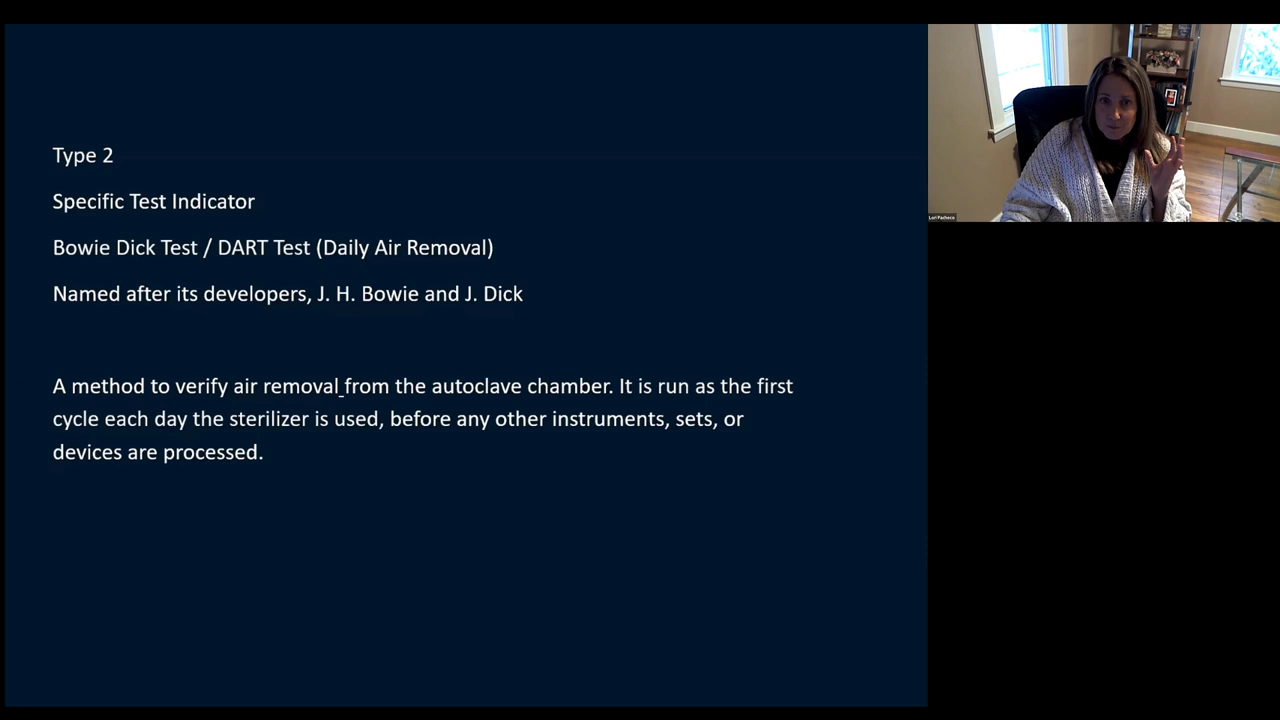 Type 2
Specific Test Indicator
Bowie Dick Test / DART Test (Daily Air Removal)
Named after its developers, J. H. Bowie and J. Dick
A method to verify air removal from the autoclave chamber. It is run as the first
cycle each day the sterilizer is used, before any other instruments, sets, or
devices are processed.
Lori Pacheco